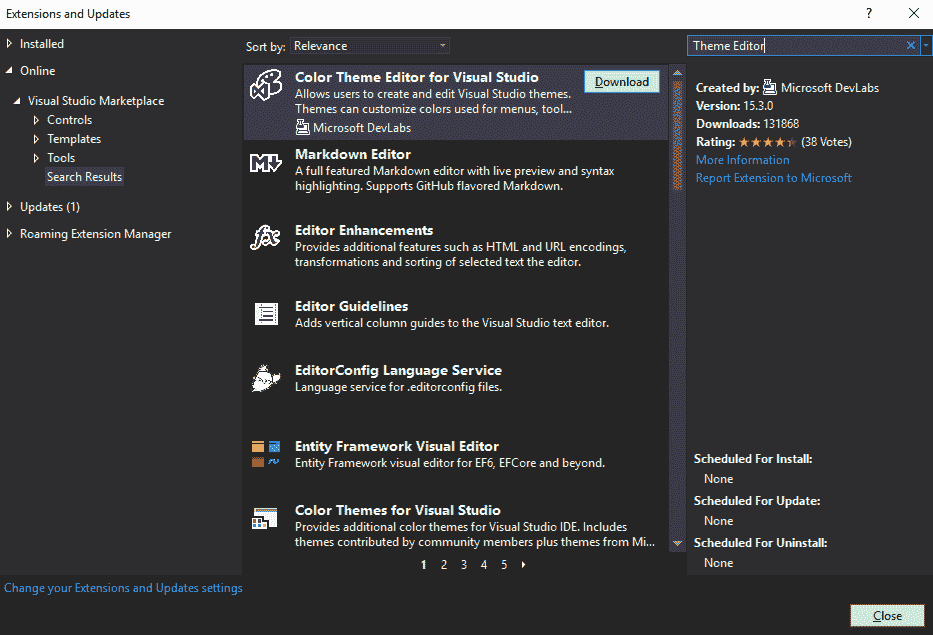 Extensions and Updates
?
Installed
Online
Visual Studio Marketplace
Controls
Templates
Tools
Search Results
Updates (1)
Roaming Extension Manager
Change your Extensions and Updates settings
Sort by: Relevance
Color Theme Editor for Visual Studio
Download
Allows users to create and edit Visual Studio themes.
Themes can customize colors used for menus, tool...
Microsoft DevLabs
Markdown Editor
A full featured Markdown editor with live preview and syntax
highlighting. Supports GitHub flavored Markdown.
Editor Enhancements
Provides additional features such as HTML and URL encodings,
transformations and sorting of selected text the editor.
Editor Guidelines
Adds vertical column guides to the Visual Studio text editor.
EditorConfig Language Service
Language service for .editorconfig files.
Entity Framework Visual Editor
Entity Framework visual editor for EF6, EFCore and beyond.
Color Themes for Visual Studio
Provides additional color themes for Visual Studio IDE. Includes
themes contributed by community members plus themes from Mi...
1 2 3 4 5
Theme Editor
Created by: Microsoft DevLabs
Version: 15.3.0
Downloads: 131868
Rating: (38 Votes)
More Information
Report Extension to Microsoft
Scheduled For Install:
None
Scheduled For Update:
None
Scheduled For Uninstall:
None
Close